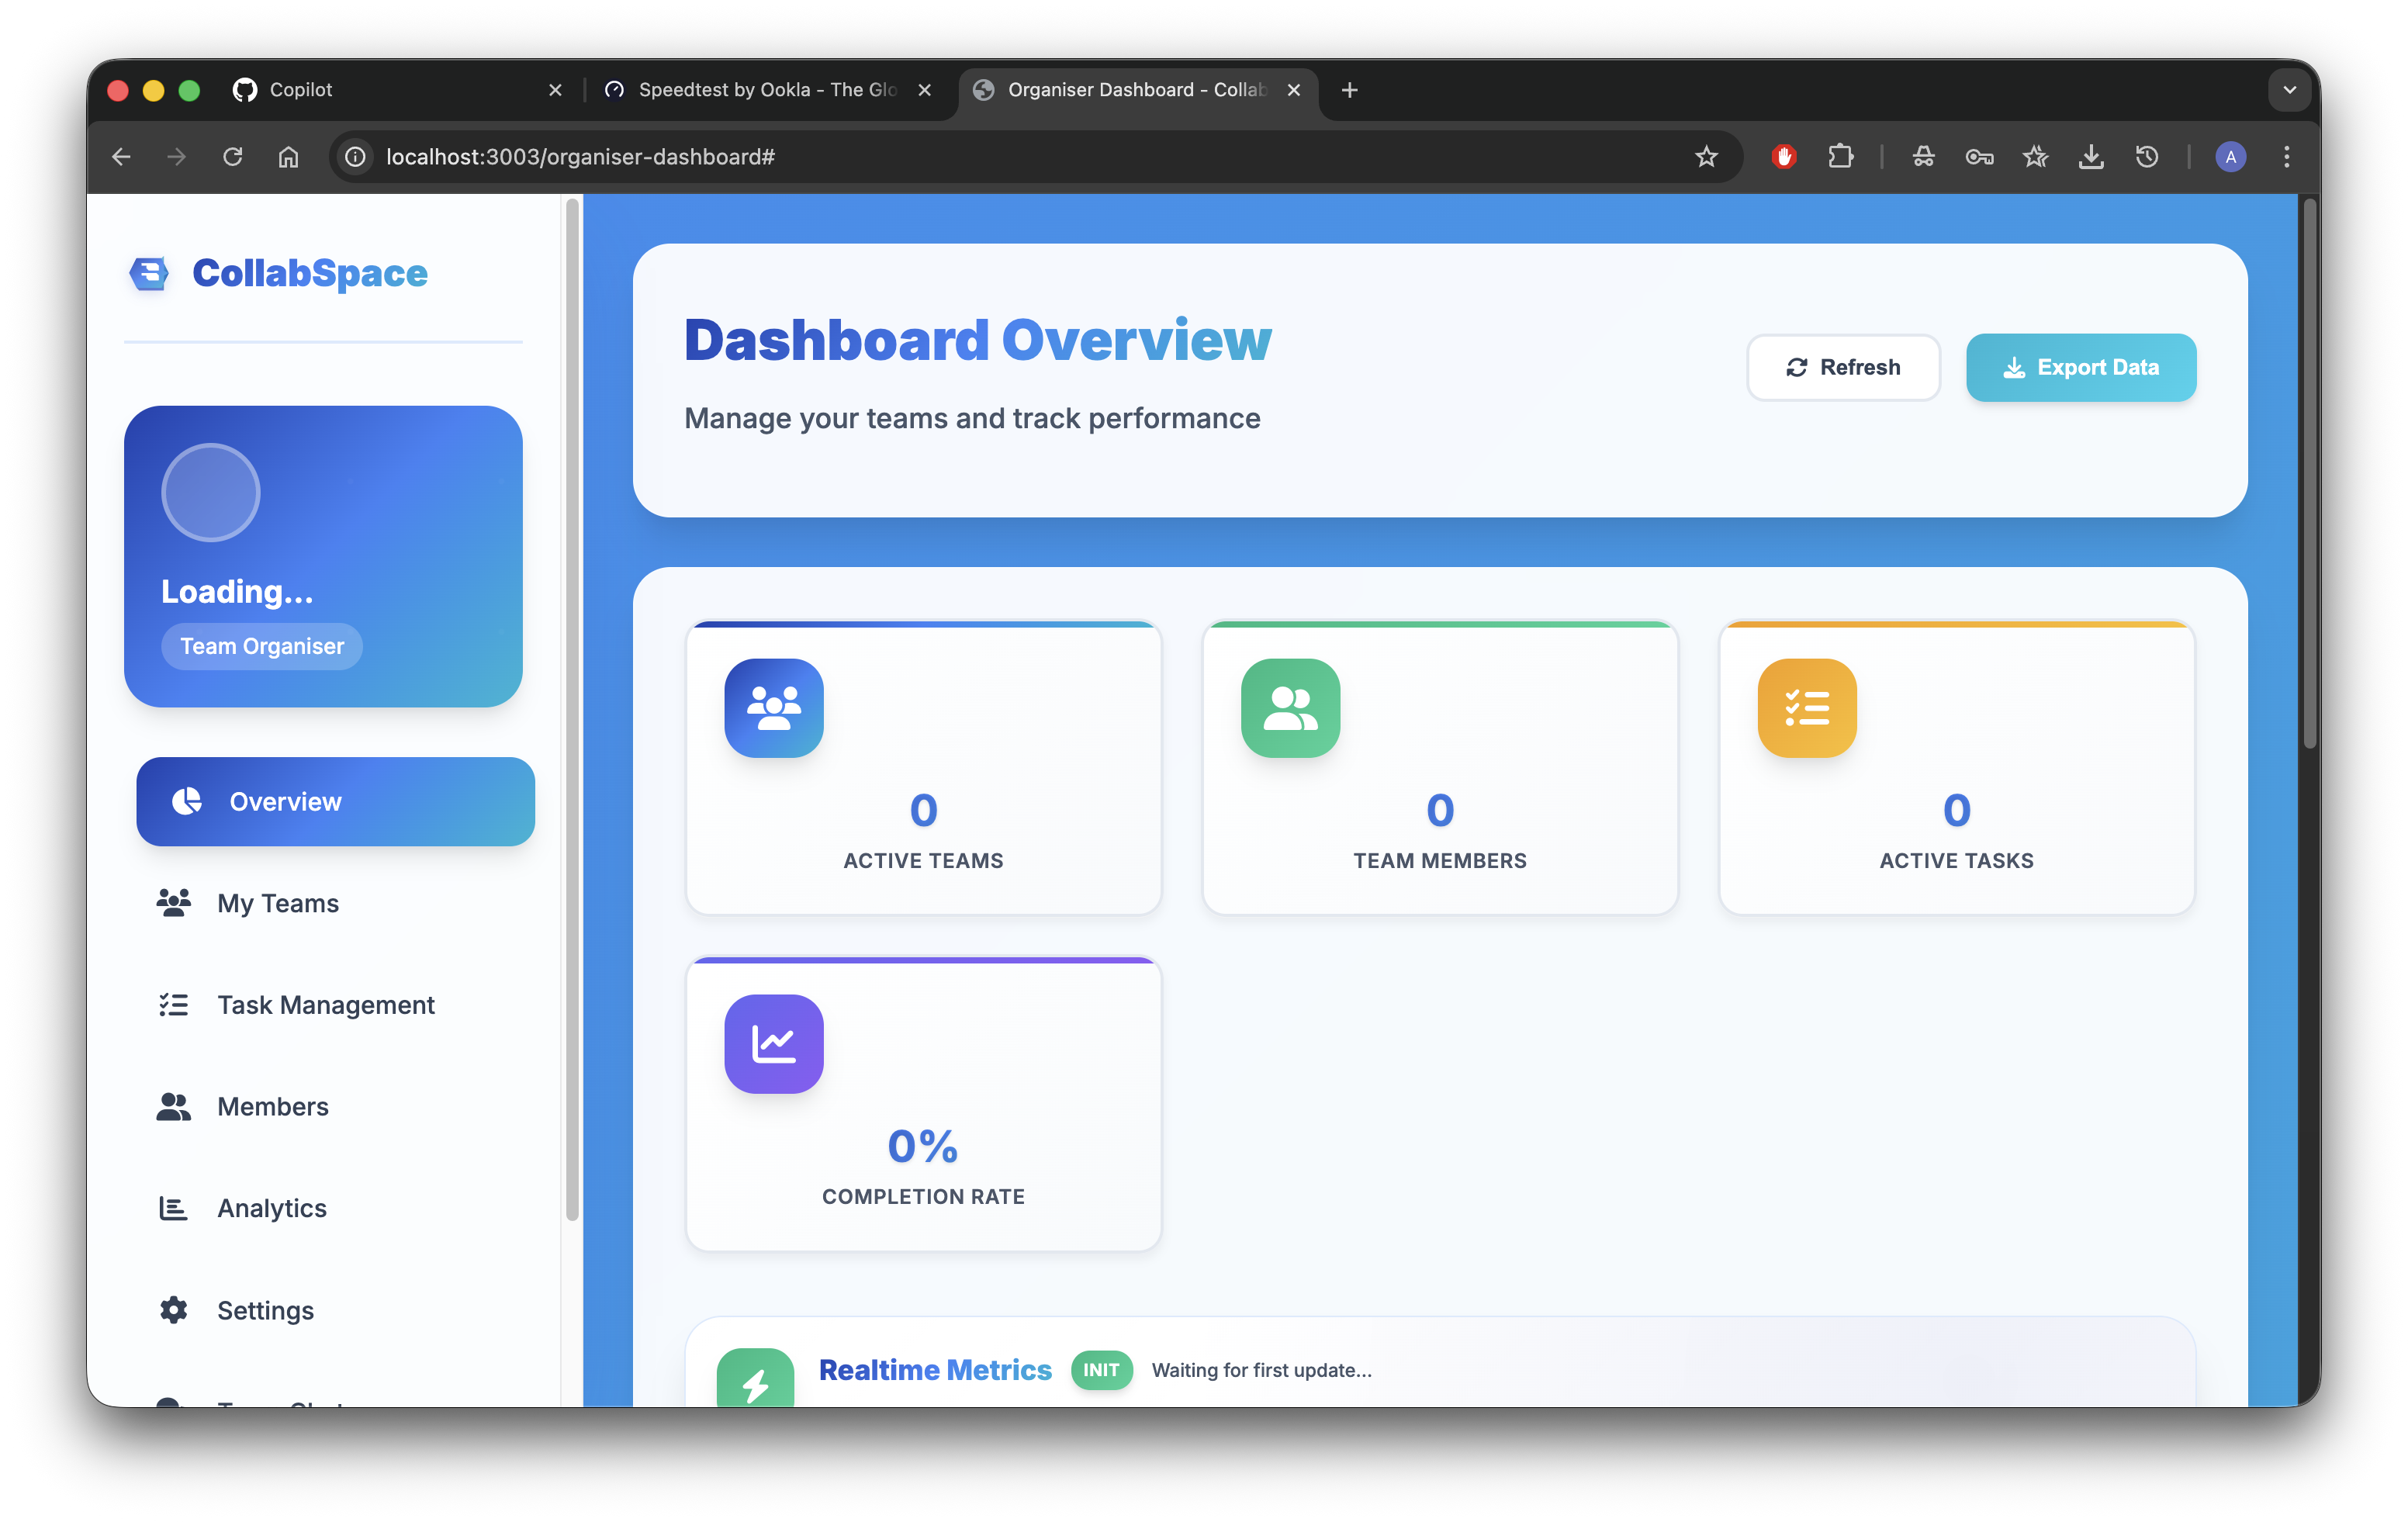 Copilot
Speedtest by Ookla - The Glo
Organiser Dashboard - Collab
localhost:3003/organiser-dashboard#
A
CollabSpace
Loading...
Team Organiser
Overview
My Teams
Task Management
Members
Analytics
Settings
Dashboard Overview
Manage your teams and track performance
Refresh
Export Data
0
ACTIVE TEAMS
0
TEAM MEMBERS
0
ACTIVE TASKS
0%
COMPLETION RATE
Realtime Metrics INIT Waiting for first update...